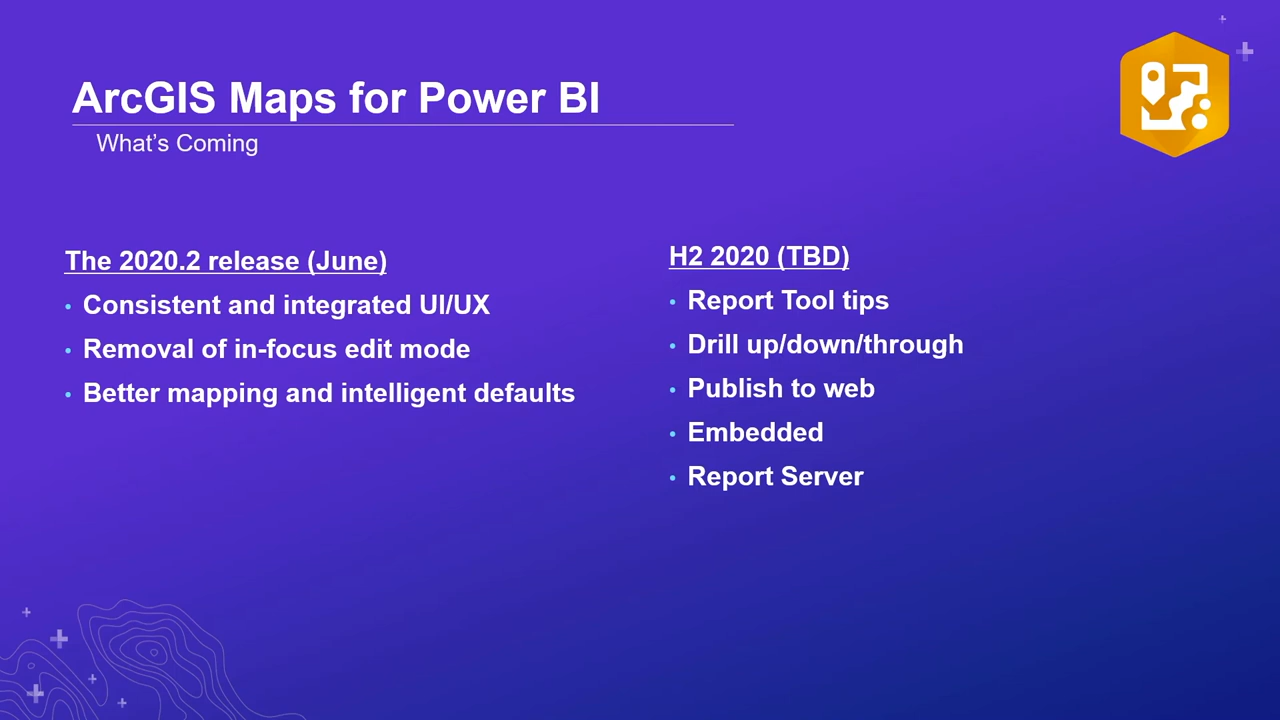 ArcGIS Maps for Power BI
What’s Coming
The 2020.2 release (June)
• Consistent and integrated UI/UX
• Removal of in-focus edit mode
• Better mapping and intelligent defaults
H2 2020 (TBD)
• Report Tool tips
• Drill up/down/through
• Publish to web
• Embedded
• Report Server